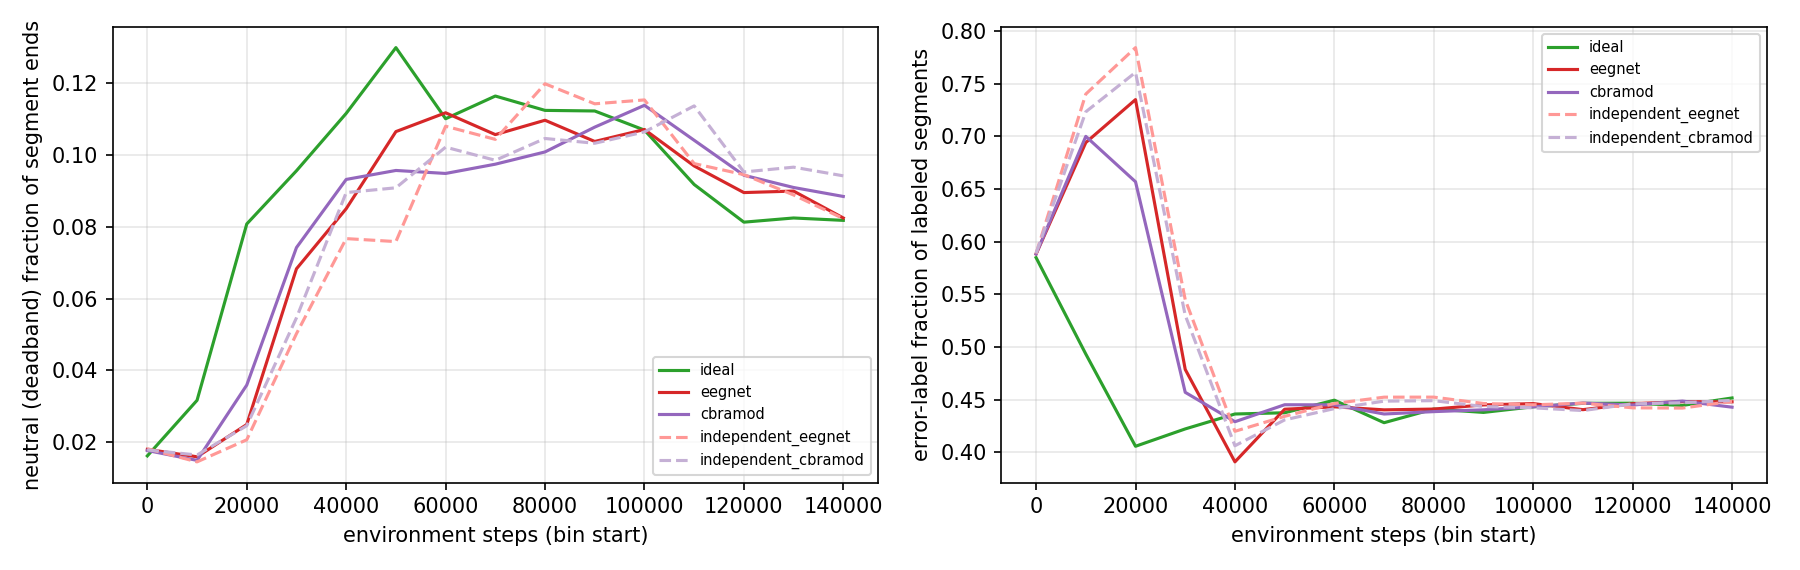 neutral (deadband) fraction of segment ends
0.12
0.10
0.08
0.06
0.04
0.02
ideal
eegnet
cbramod
independent_eegnet
independent_cbramod
0 20000 40000 60000 80000 100000 120000 140000
environment steps (bin start)
error-label fraction of labeled segments
0.80
0.75
0.70
0.65
0.60
0.55
0.50
0.45
0.40
ideal
eegnet
cbramod
independent_eegnet
independent_cbramod
0 20000 40000 60000 80000 100000 120000 140000
environment steps (bin start)